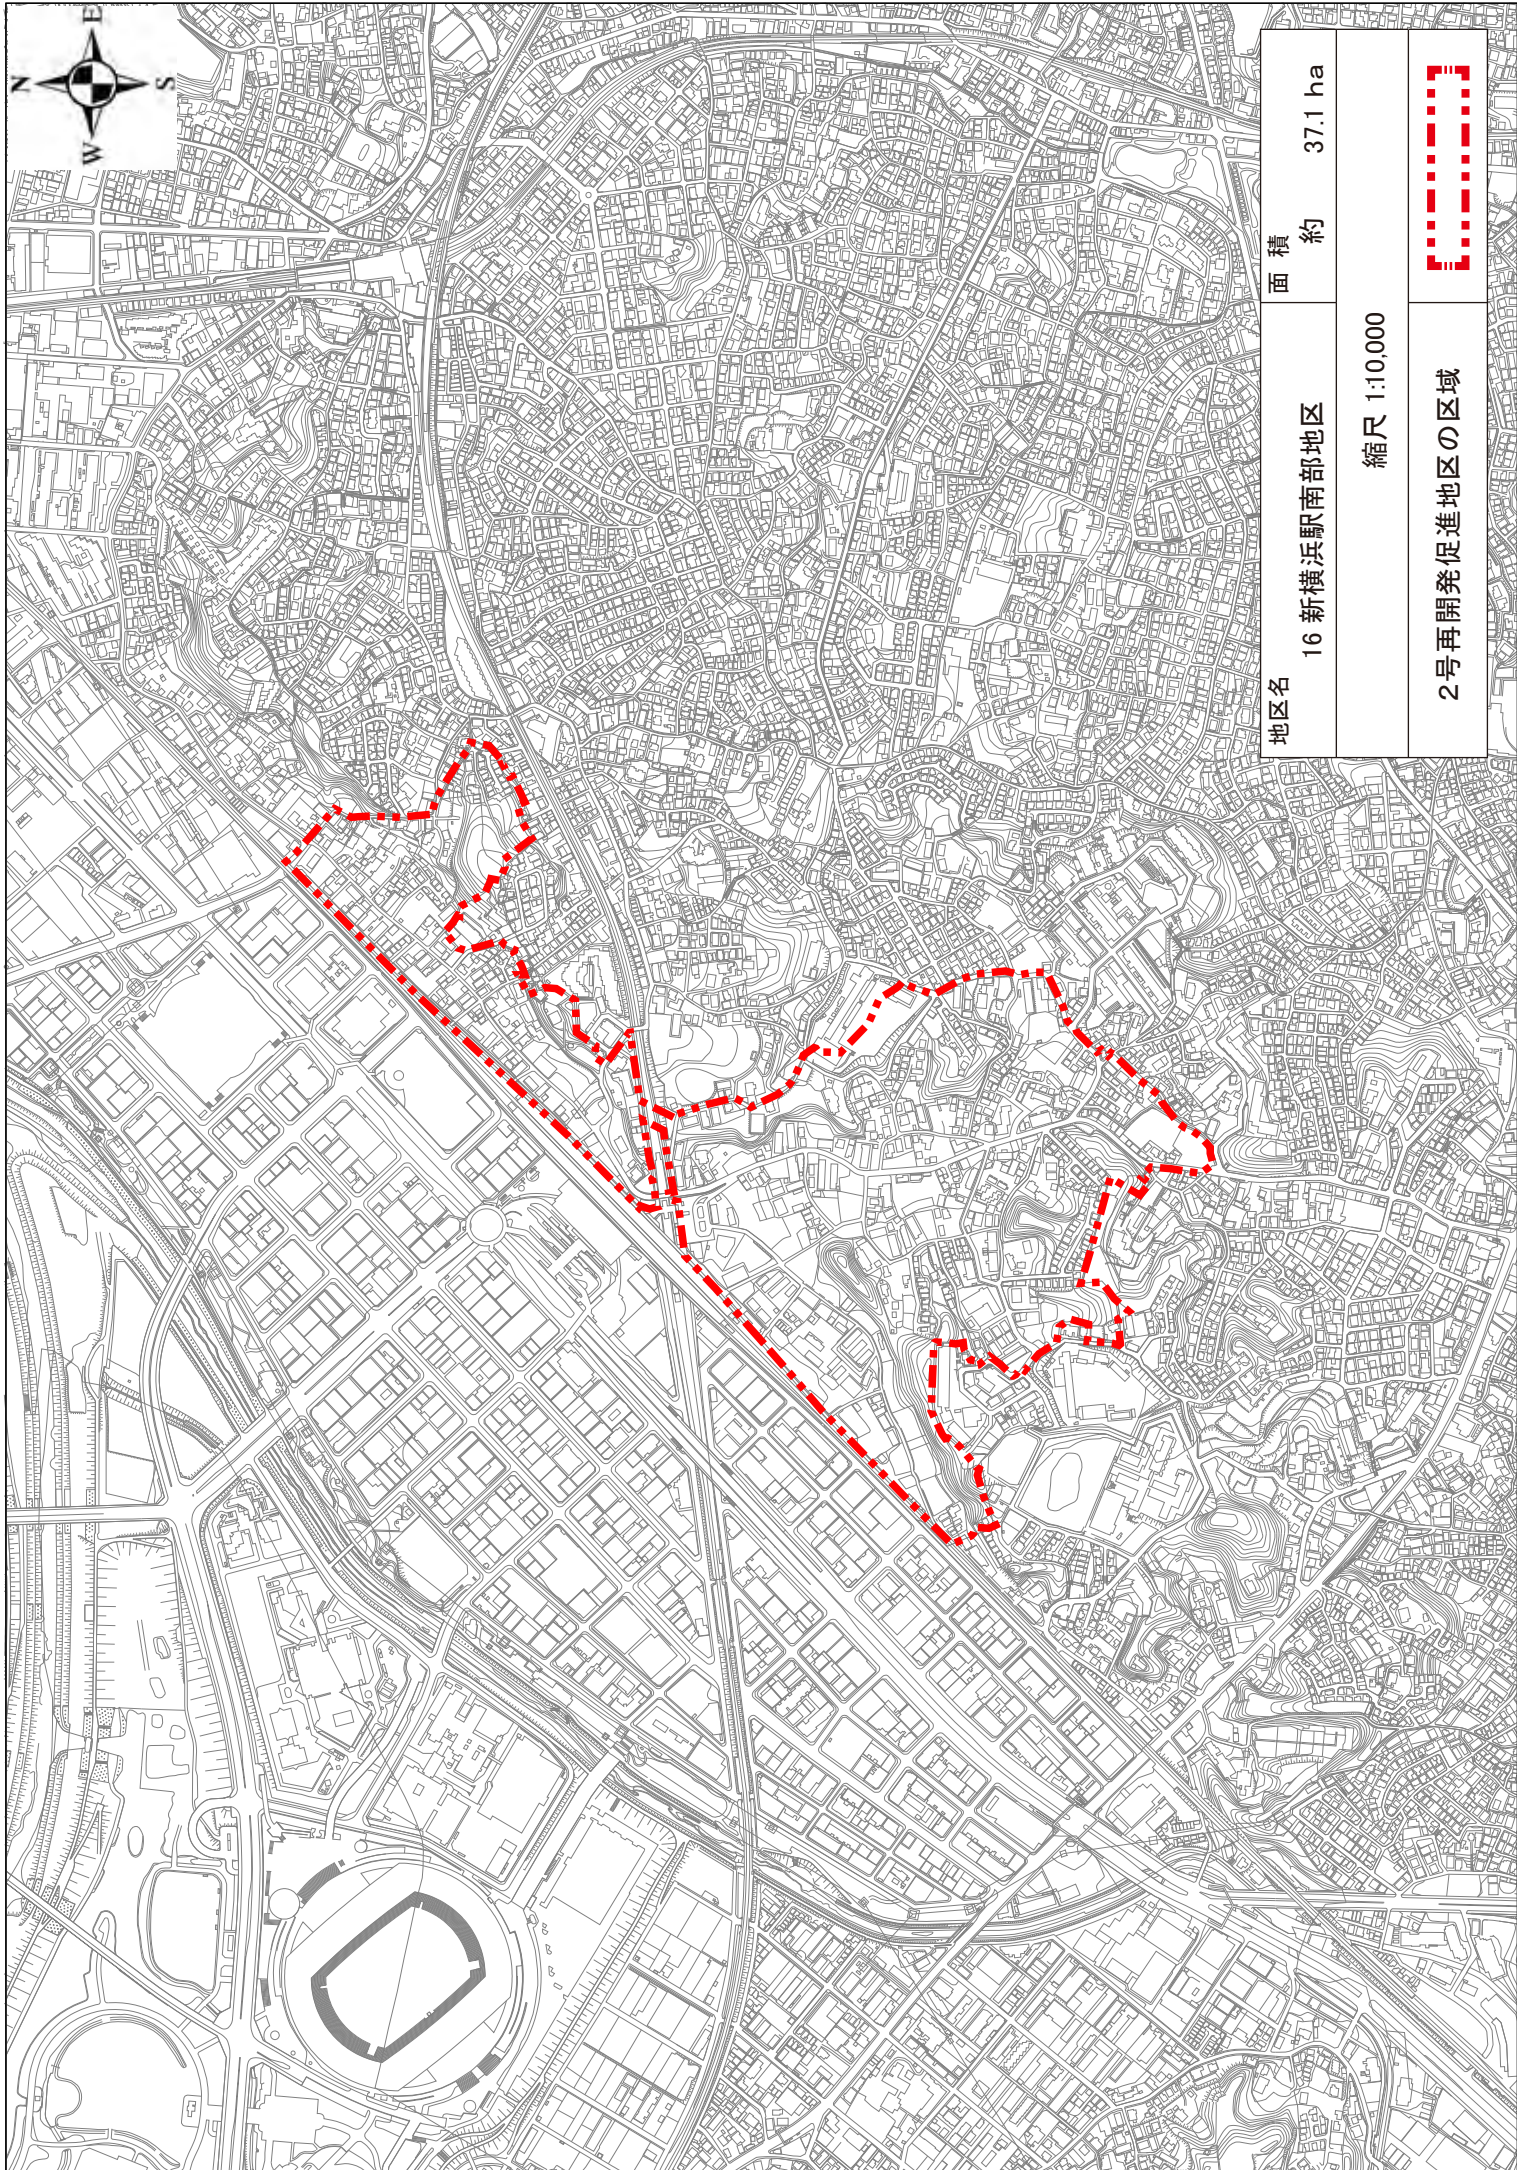 N
W
E
S
地区名
16 新横浜駅南部地区
面 積
約 37.1 ha
縮尺 1:10,000
2号再開発促進地区の区域